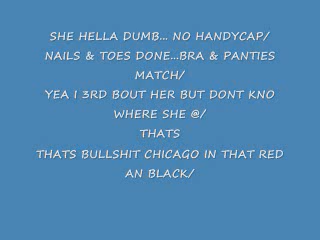 SHE HELLA DUMB... NO HANDYCAP/
NAILS & TOES DONE...BRA & PANTIES
MATCH/
YEA I 3RD BOUT HER BUT DONT KNO
WHERE SHE @/
THATS
THATS BULLSHIT CHICAGO IN THAT RED
AN BLACK/